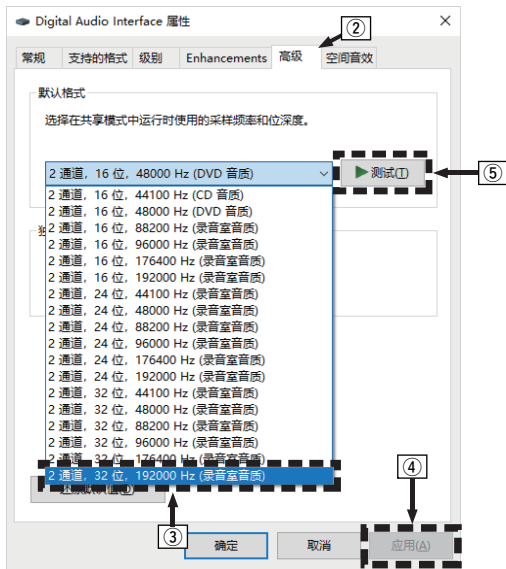 Digital Audio Interface 属性
②
常规 支持的格式 级别 Enhancements 高级 空间音效
默认格式
选择在共享模式中运行时使用的采样频率和位深度。
2 通道，16 位，48000 Hz (DVD 音质)
测试(T)
⑤
2 通道，16 位，44100 Hz (CD 音质)
2 通道，16 位，48000 Hz (DVD 音质)
独
2 通道，16 位，88200 Hz (录音室音质)
2 通道，16 位，96000 Hz (录音室音质)
2 通道，16 位，176400 Hz (录音室音质)
2 通道，16 位，192000 Hz (录音室音质)
2 通道，24 位，44100 Hz (录音室音质)
2 通道，24 位，48000 Hz (录音室音质)
2 通道，24 位，88200 Hz (录音室音质)
2 通道，24 位，96000 Hz (录音室音质)
2 通道，24 位，176400 Hz (录音室音质)
2 通道，24 位，192000 Hz (录音室音质)
2 通道，32 位，44100 Hz (录音室音质)
2 通道，32 位，48000 Hz (录音室音质)
2 通道，32 位，88200 Hz (录音室音质)
2 通道，32 位，96000 Hz (录音室音质)
2 通道，32 位，176400 Hz (录音室音质)
2 通道，32 位，192000 Hz (录音室音质)
④
还原默认值(D)
③
确定 取消 应用(A)